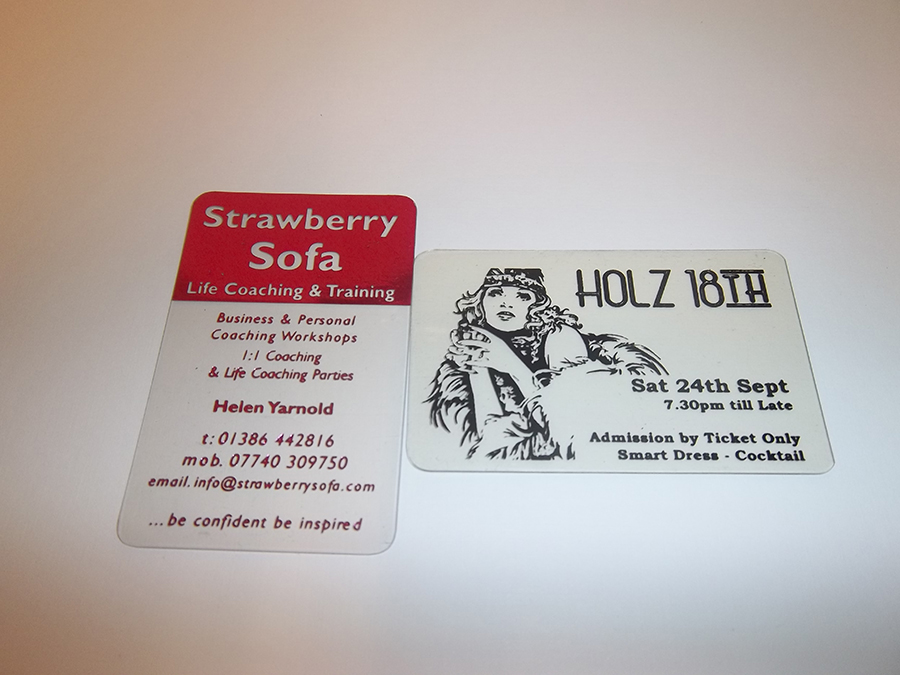 Strawberry
Sofa
Life Coaching & Training
Business & Personal
Coaching Workshops
1:1 Coaching
& Life Coaching Parties
Helen Yarnold
t: 01386 442816
mob. 07740 309750
email. info@strawberrysofa.com
...be confident be inspired
HOLZ 18TH
Sat 24th Sept
7.30pm till Late
Admission by Ticket Only
Smart Dress - Cocktail